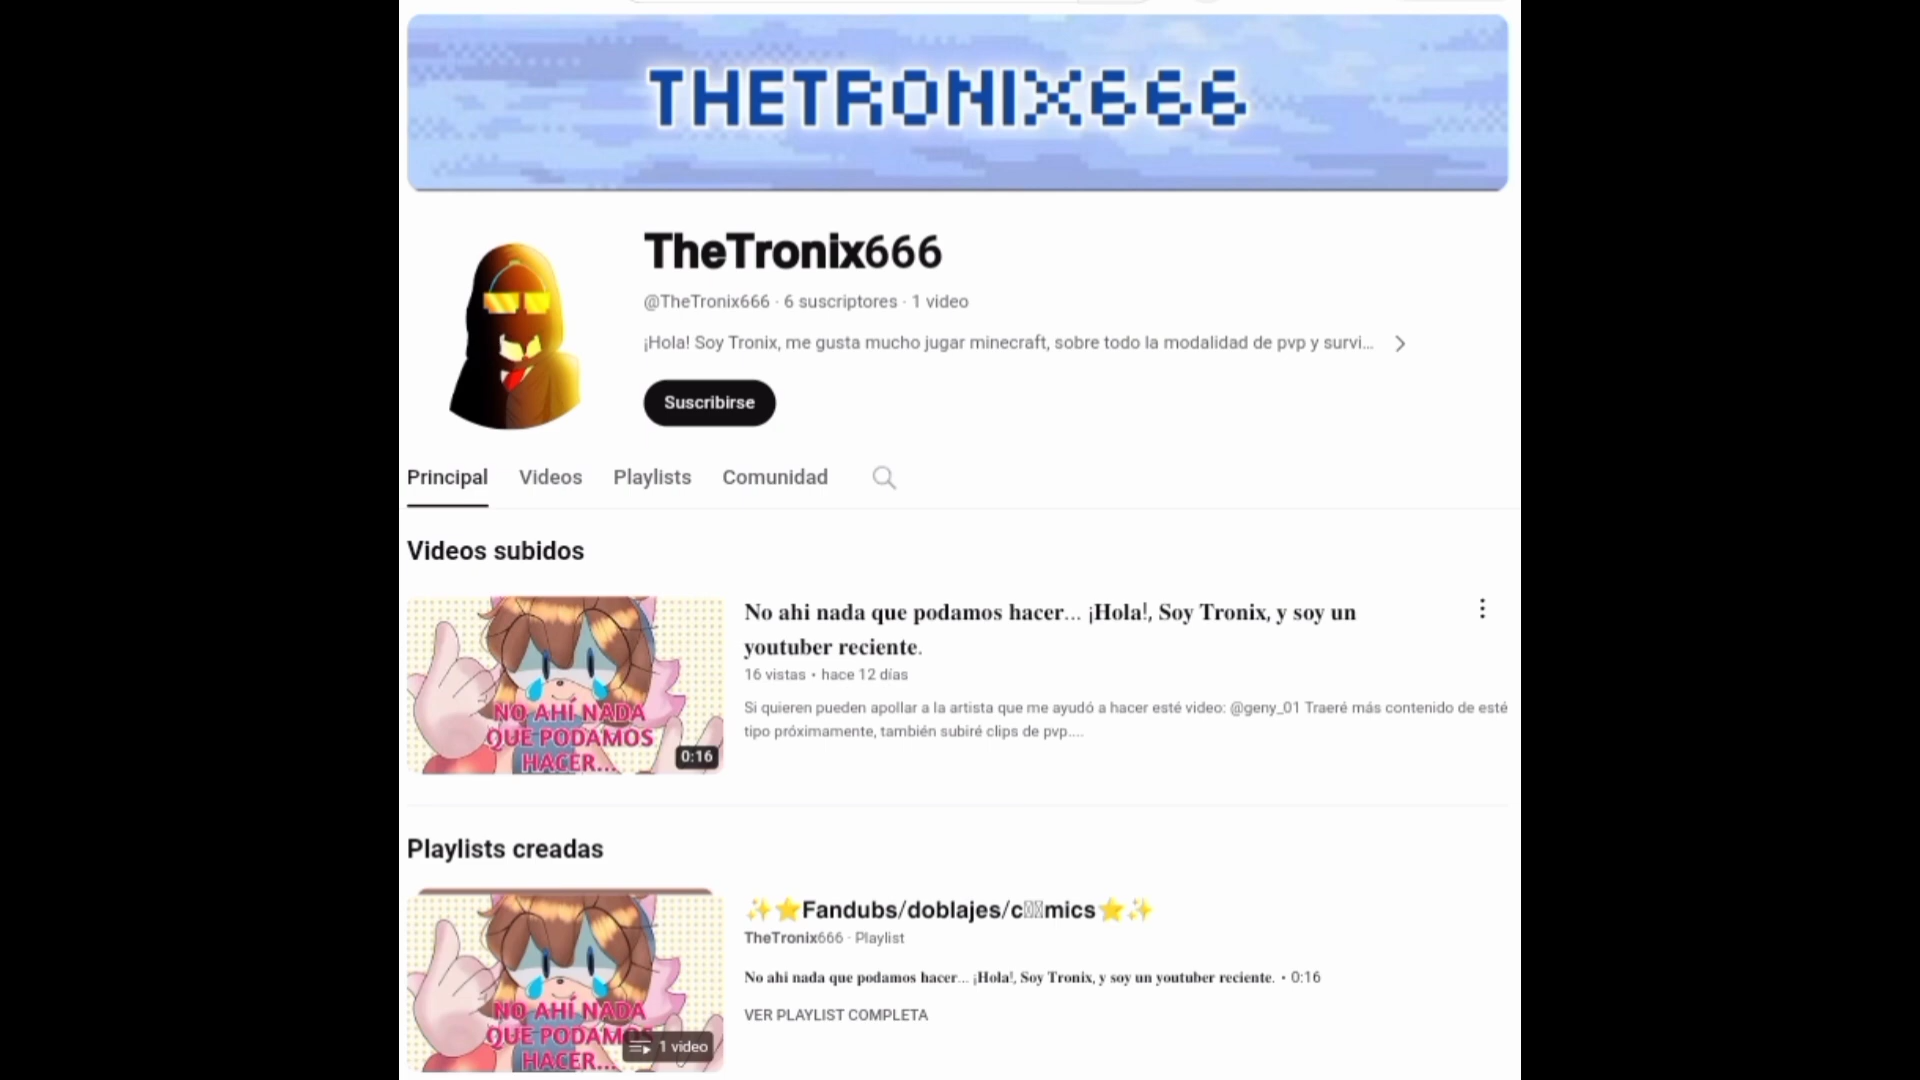 THETRONIX666
TheTronix666
@TheTronix666 · 6 suscriptores · 1 video
¡Hola! Soy Tronix, me gusta mucho jugar minecraft, sobre todo la modalidad de pvp y survi...
Suscribirse
Principal Videos Playlists Comunidad
Videos subidos
NO AHÍ NADA
QUE PODAMOS
HACER...
0:16
No ahi nada que podamos hacer... ¡Hola!, Soy Tronix, y soy un
youtuber reciente.
16 vistas • hace 12 días
Si quieren pueden apollar a la artista que me ayudó a hacer esté video: @geny_01 Traeré más contenido de esté
tipo próximamente, también subiré clips de pvp....
Playlists creadas
NO AHÍ NADA
QUE PODAMOS
HACER...
1 video
✨⭐Fandubs/doblajes/c▯▯mics⭐✨
TheTronix666 · Playlist
No ahi nada que podamos hacer... ¡Hola!, Soy Tronix, y soy un youtuber reciente. • 0:16
VER PLAYLIST COMPLETA